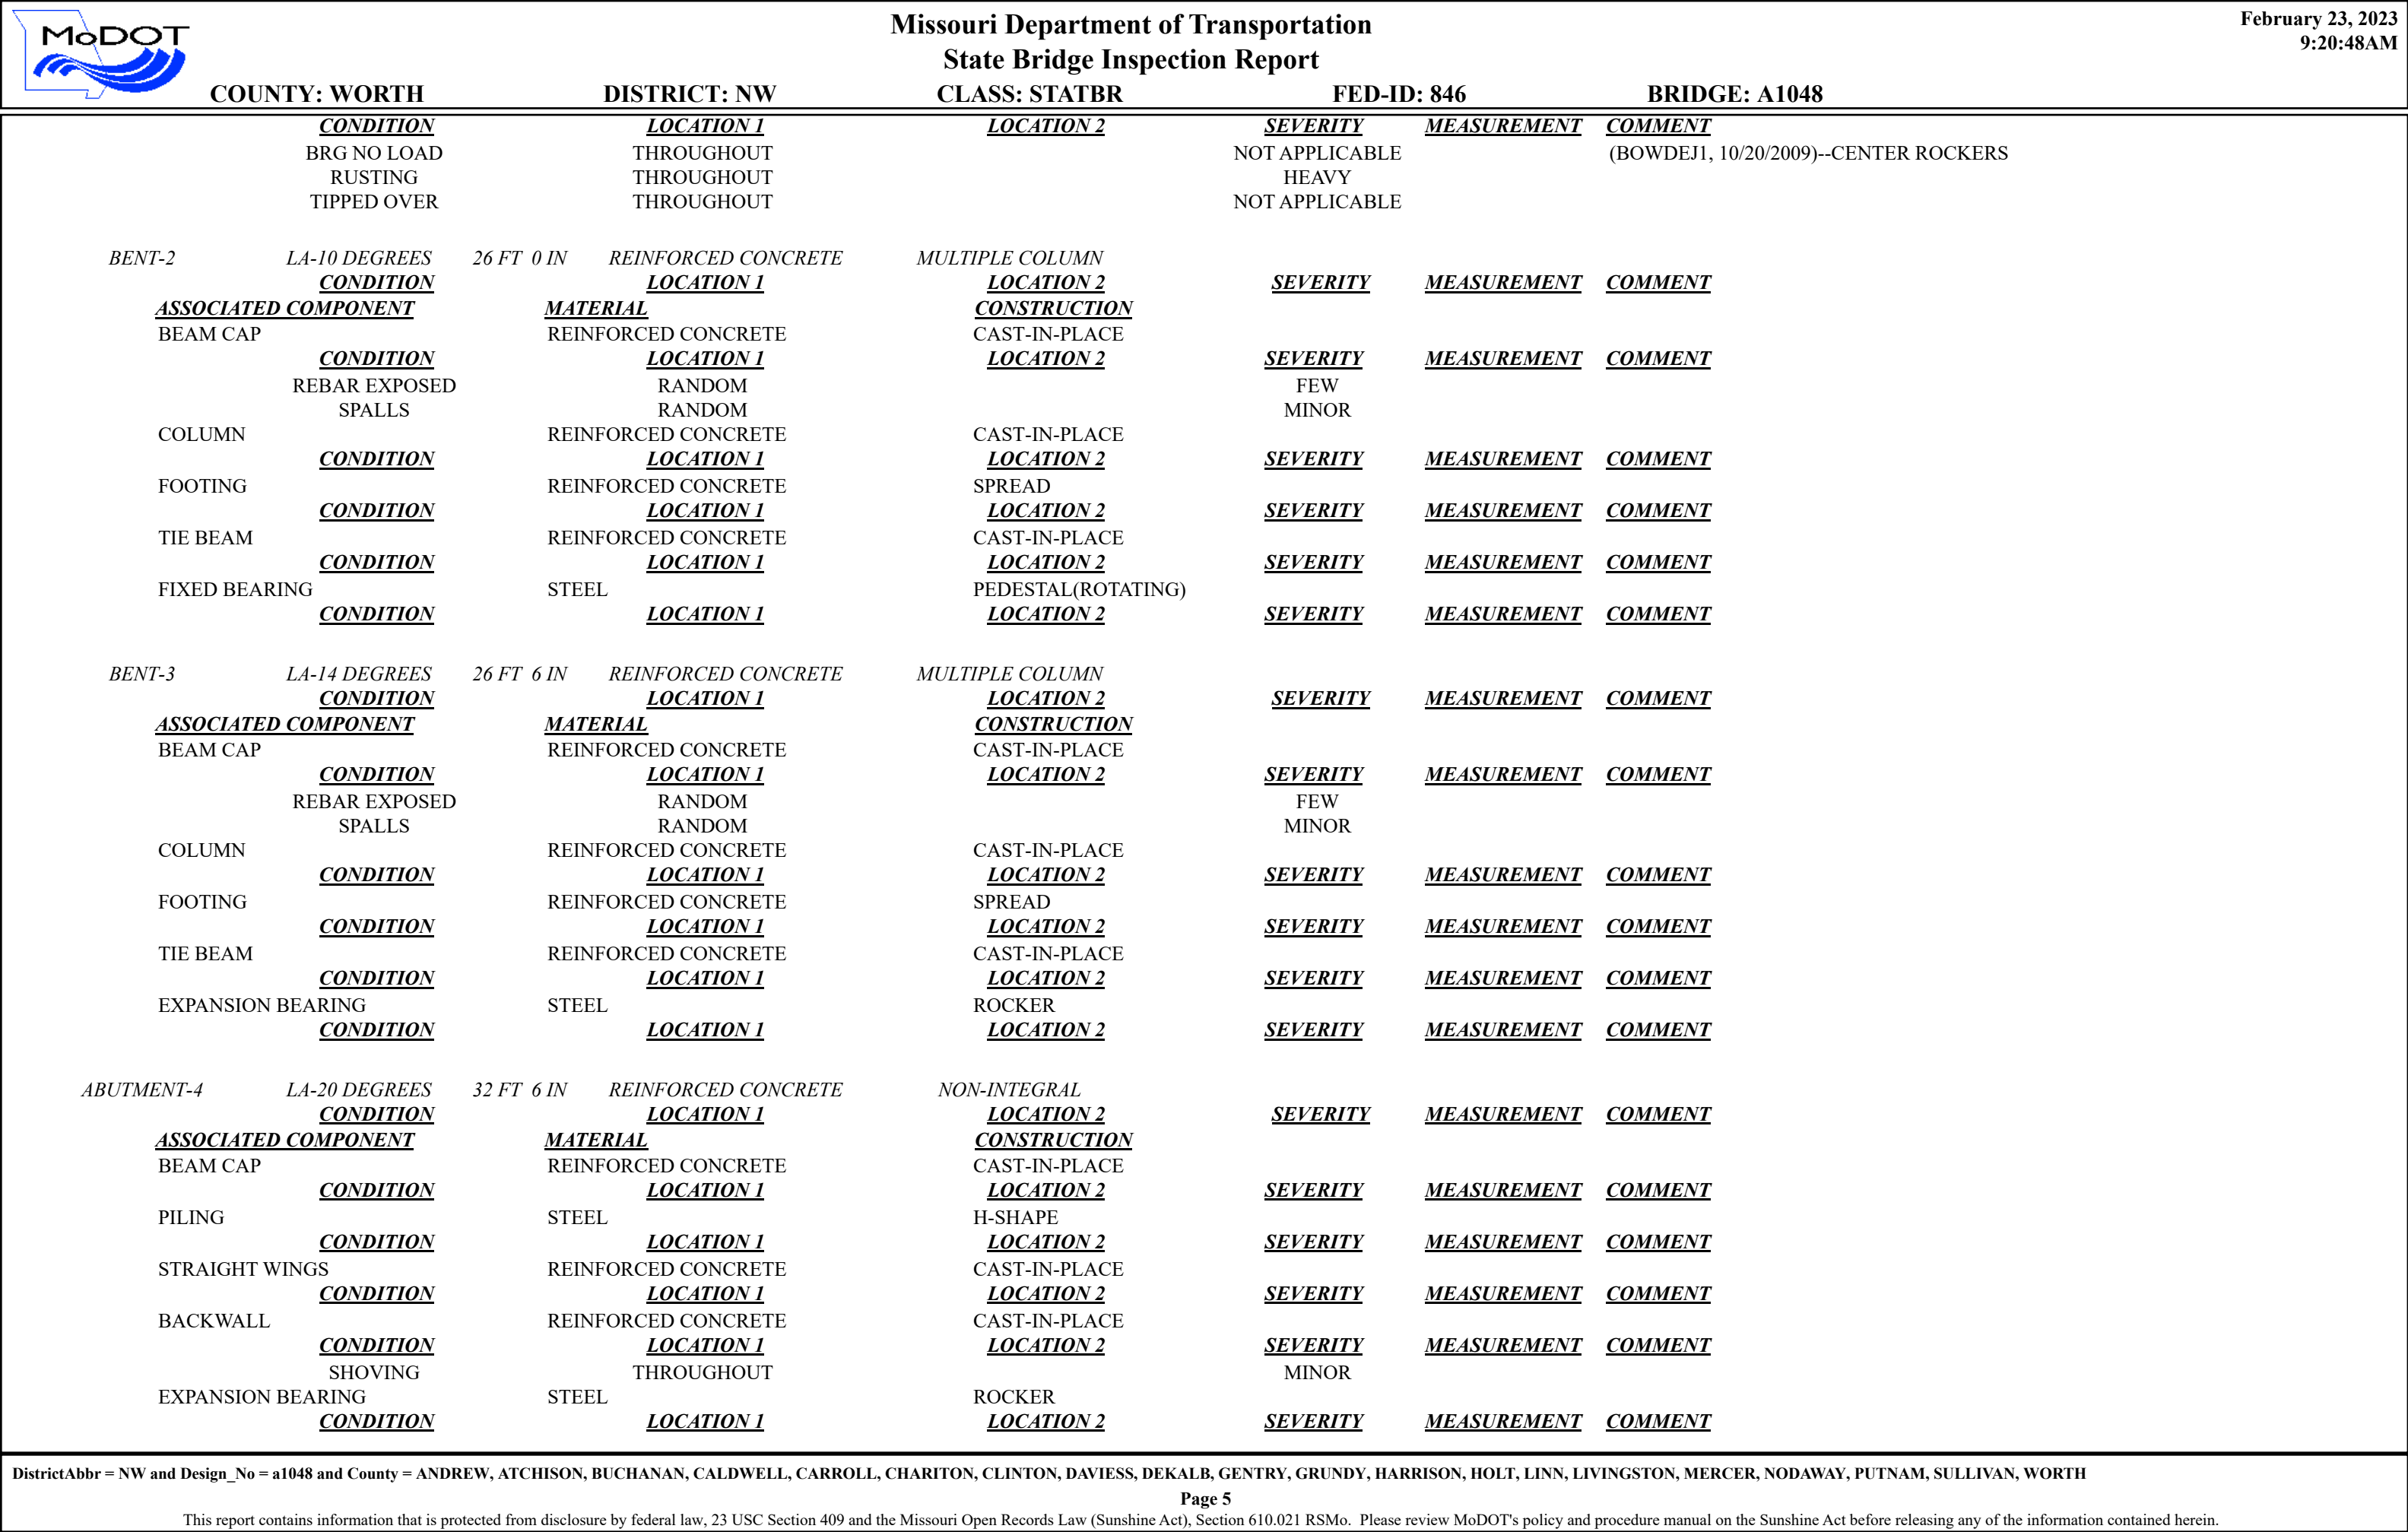 MoDOT
Missouri Department of Transportation
State Bridge Inspection Report
February 23, 2023
9:20:48AM
COUNTY: WORTH DISTRICT: NW CLASS: STATBR FED-ID: 846 BRIDGE: A1048
CONDITION LOCATION 1 LOCATION 2 SEVERITY MEASUREMENT COMMENT
BRG NO LOAD THROUGHOUT NOT APPLICABLE (BOWDEJ1, 10/20/2009)--CENTER ROCKERS
RUSTING THROUGHOUT HEAVY
TIPPED OVER THROUGHOUT NOT APPLICABLE
BENT-2 LA-10 DEGREES 26 FT 0 IN REINFORCED CONCRETE MULTIPLE COLUMN
CONDITION LOCATION 1 LOCATION 2 SEVERITY MEASUREMENT COMMENT
ASSOCIATED COMPONENT MATERIAL CONSTRUCTION
BEAM CAP REINFORCED CONCRETE CAST-IN-PLACE
CONDITION LOCATION 1 LOCATION 2 SEVERITY MEASUREMENT COMMENT
REBAR EXPOSED RANDOM FEW
SPALLS RANDOM MINOR
COLUMN REINFORCED CONCRETE CAST-IN-PLACE
CONDITION LOCATION 1 LOCATION 2 SEVERITY MEASUREMENT COMMENT
FOOTING REINFORCED CONCRETE SPREAD
CONDITION LOCATION 1 LOCATION 2 SEVERITY MEASUREMENT COMMENT
TIE BEAM REINFORCED CONCRETE CAST-IN-PLACE
CONDITION LOCATION 1 LOCATION 2 SEVERITY MEASUREMENT COMMENT
FIXED BEARING STEEL PEDESTAL(ROTATING)
CONDITION LOCATION 1 LOCATION 2 SEVERITY MEASUREMENT COMMENT
BENT-3 LA-14 DEGREES 26 FT 6 IN REINFORCED CONCRETE MULTIPLE COLUMN
CONDITION LOCATION 1 LOCATION 2 SEVERITY MEASUREMENT COMMENT
ASSOCIATED COMPONENT MATERIAL CONSTRUCTION
BEAM CAP REINFORCED CONCRETE CAST-IN-PLACE
CONDITION LOCATION 1 LOCATION 2 SEVERITY MEASUREMENT COMMENT
REBAR EXPOSED RANDOM FEW
SPALLS RANDOM MINOR
COLUMN REINFORCED CONCRETE CAST-IN-PLACE
CONDITION LOCATION 1 LOCATION 2 SEVERITY MEASUREMENT COMMENT
FOOTING REINFORCED CONCRETE SPREAD
CONDITION LOCATION 1 LOCATION 2 SEVERITY MEASUREMENT COMMENT
TIE BEAM REINFORCED CONCRETE CAST-IN-PLACE
CONDITION LOCATION 1 LOCATION 2 SEVERITY MEASUREMENT COMMENT
EXPANSION BEARING STEEL ROCKER
CONDITION LOCATION 1 LOCATION 2 SEVERITY MEASUREMENT COMMENT
ABUTMENT-4 LA-20 DEGREES 32 FT 6 IN REINFORCED CONCRETE NON-INTEGRAL
CONDITION LOCATION 1 LOCATION 2 SEVERITY MEASUREMENT COMMENT
ASSOCIATED COMPONENT MATERIAL CONSTRUCTION
BEAM CAP REINFORCED CONCRETE CAST-IN-PLACE
CONDITION LOCATION 1 LOCATION 2 SEVERITY MEASUREMENT COMMENT
PILING STEEL H-SHAPE
CONDITION LOCATION 1 LOCATION 2 SEVERITY MEASUREMENT COMMENT
STRAIGHT WINGS REINFORCED CONCRETE CAST-IN-PLACE
CONDITION LOCATION 1 LOCATION 2 SEVERITY MEASUREMENT COMMENT
BACKWALL REINFORCED CONCRETE CAST-IN-PLACE
CONDITION LOCATION 1 LOCATION 2 SEVERITY MEASUREMENT COMMENT
SHOVING THROUGHOUT MINOR
EXPANSION BEARING STEEL ROCKER
CONDITION LOCATION 1 LOCATION 2 SEVERITY MEASUREMENT COMMENT
DistrictAbbr = NW and Design_No = a1048 and County = ANDREW, ATCHISON, BUCHANAN, CALDWELL, CARROLL, CHARITON, CLINTON, DAVIESS, DEKALB, GENTRY, GRUNDY, HARRISON, HOLT, LINN, LIVINGSTON, MERCER, NODAWAY, PUTNAM, SULLIVAN, WORTH
Page 5
This report contains information that is protected from disclosure by federal law, 23 USC Section 409 and the Missouri Open Records Law (Sunshine Act), Section 610.021 RSMo. Please review MoDOT's policy and procedure manual on the Sunshine Act before releasing any of the information contained herein.